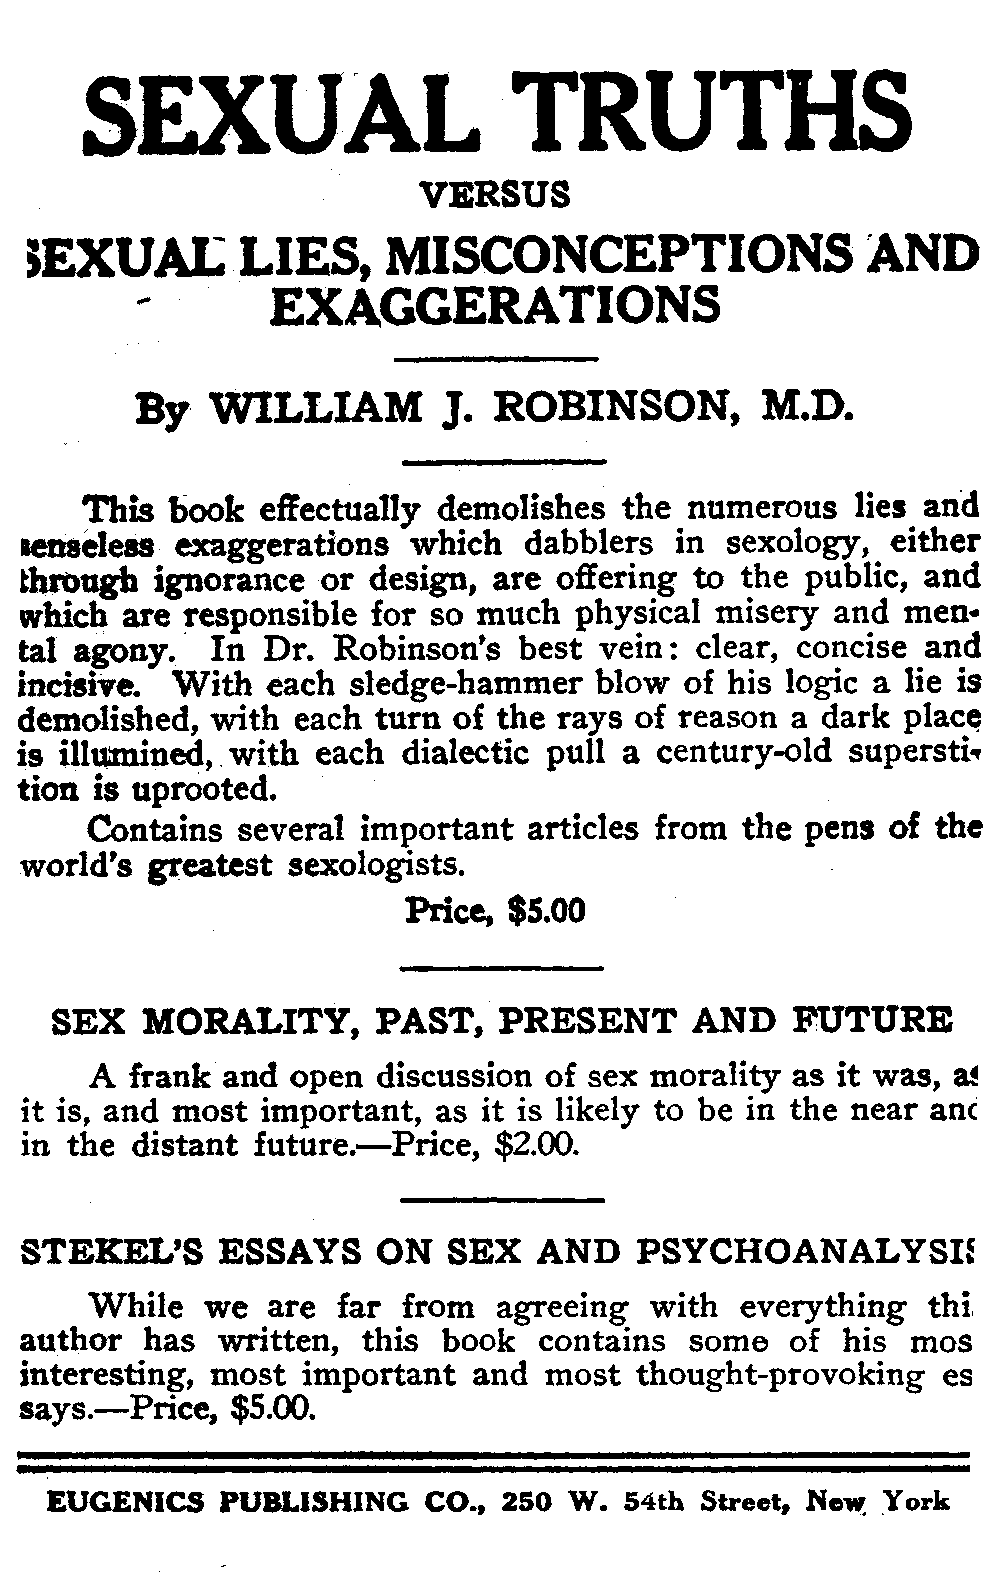 SEXUAL TRUTHS
VERSUS
SEXUAL LIES, MISCONCEPTIONS AND
EXAGGERATIONS
By WILLIAM J. ROBINSON, M.D.
This book effectually demolishes the numerous lies and
senseless exaggerations which dabblers in sexology, either
through ignorance or design, are offering to the public, and
which are responsible for so much physical misery and men-
tal agony. In Dr. Robinson's best vein: clear, concise and
incisive. With each sledge-hammer blow of his logic a lie is
demolished, with each turn of the rays of reason a dark place
is illumined, with each dialectic pull a century-old supersti-
tion is uprooted.
Contains several important articles from the pens of the
world's greatest sexologists.
Price, $5.00
SEX MORALITY, PAST, PRESENT AND FUTURE
A frank and open discussion of sex morality as it was, as
it is, and most important, as it is likely to be in the near and
in the distant future.—Price, $2.00.
STEKEL'S ESSAYS ON SEX AND PSYCHOANALYSIS
While we are far from agreeing with everything thi
author has written, this book contains some of his mos
interesting, most important and most thought-provoking es
says.—Price, $5.00.
EUGENICS PUBLISHING CO., 250 W. 54th Street, New York